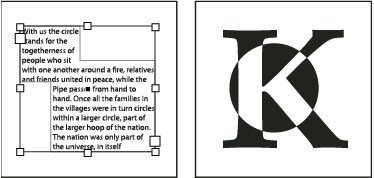 With us the circle
stands for the
togetherness of
people who sit
with one another around a fire, relatives
and friends united in peace, while the
Pipe passes from hand to
hand. Once all the families in
the villages were in turn circles
within a larger circle, part of
the larger hoop of the nation.
The nation was only part of
the universe, in itself
K